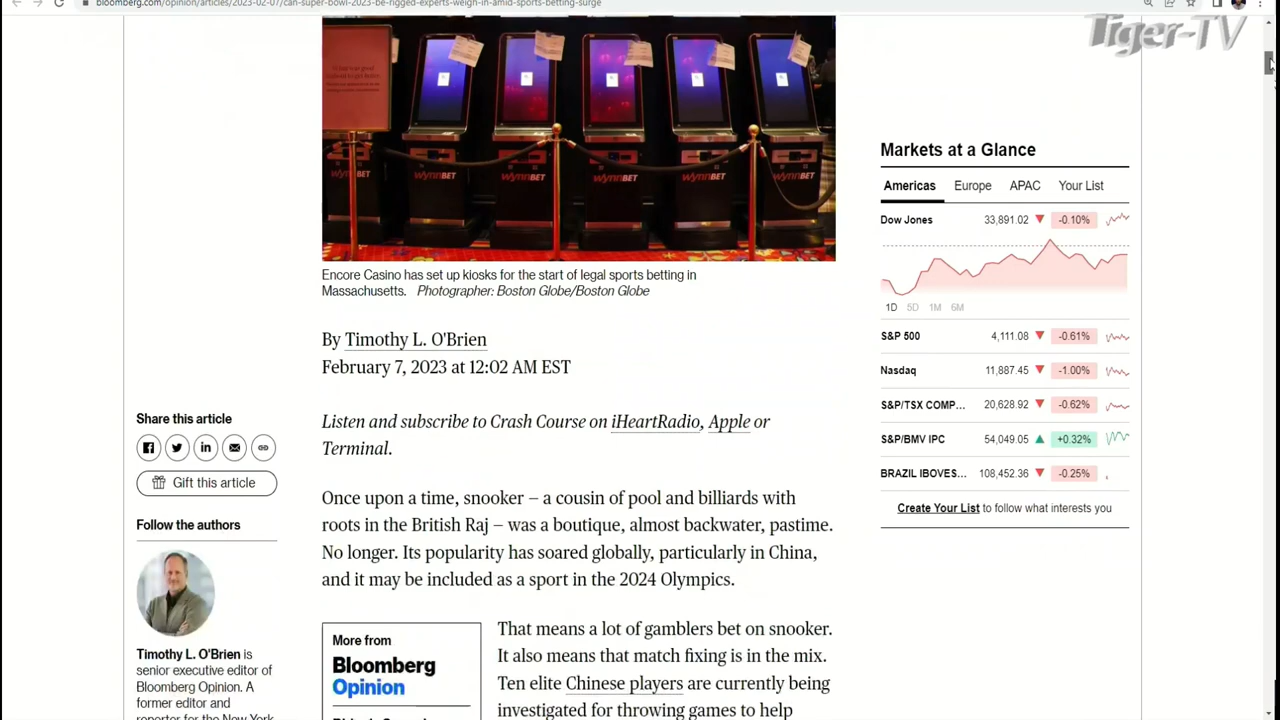 bloomberg.com/opinion/articles/2023-02-07/can-super-bowl-2023-be-rigged-experts-weigh-in-amid-sports-betting-surge
Tiger-TV
WYNNBET WYNNBET WYNNBET WYNNBET WYNNBET
Encore Casino has set up kiosks for the start of legal sports betting in
Massachusetts. Photographer: Boston Globe/Boston Globe
By Timothy L. O'Brien
February 7, 2023 at 12:02 AM EST
Listen and subscribe to Crash Course on iHeartRadio, Apple or
Terminal.
Once upon a time, snooker – a cousin of pool and billiards with
roots in the British Raj – was a boutique, almost backwater, pastime.
No longer. Its popularity has soared globally, particularly in China,
and it may be included as a sport in the 2024 Olympics.
That means a lot of gamblers bet on snooker.
It also means that match fixing is in the mix.
Ten elite Chinese players are currently being
investigated for throwing games to help
More from
Bloomberg
Opinion
Share this article
Gift this article
Follow the authors
Timothy L. O'Brien is
senior executive editor of
Bloomberg Opinion. A
former editor and
reporter for the New York
Markets at a Glance
Americas Europe APAC Your List
Dow Jones 33,891.02 -0.10%
1D 5D 1M 6M
S&P 500 4,111.08 -0.61%
Nasdaq 11,887.45 -1.00%
S&P/TSX COMP... 20,628.92 -0.62%
S&P/BMV IPC 54,049.05 +0.32%
BRAZIL IBOVES... 108,452.36 -0.25%
Create Your List to follow what interests you